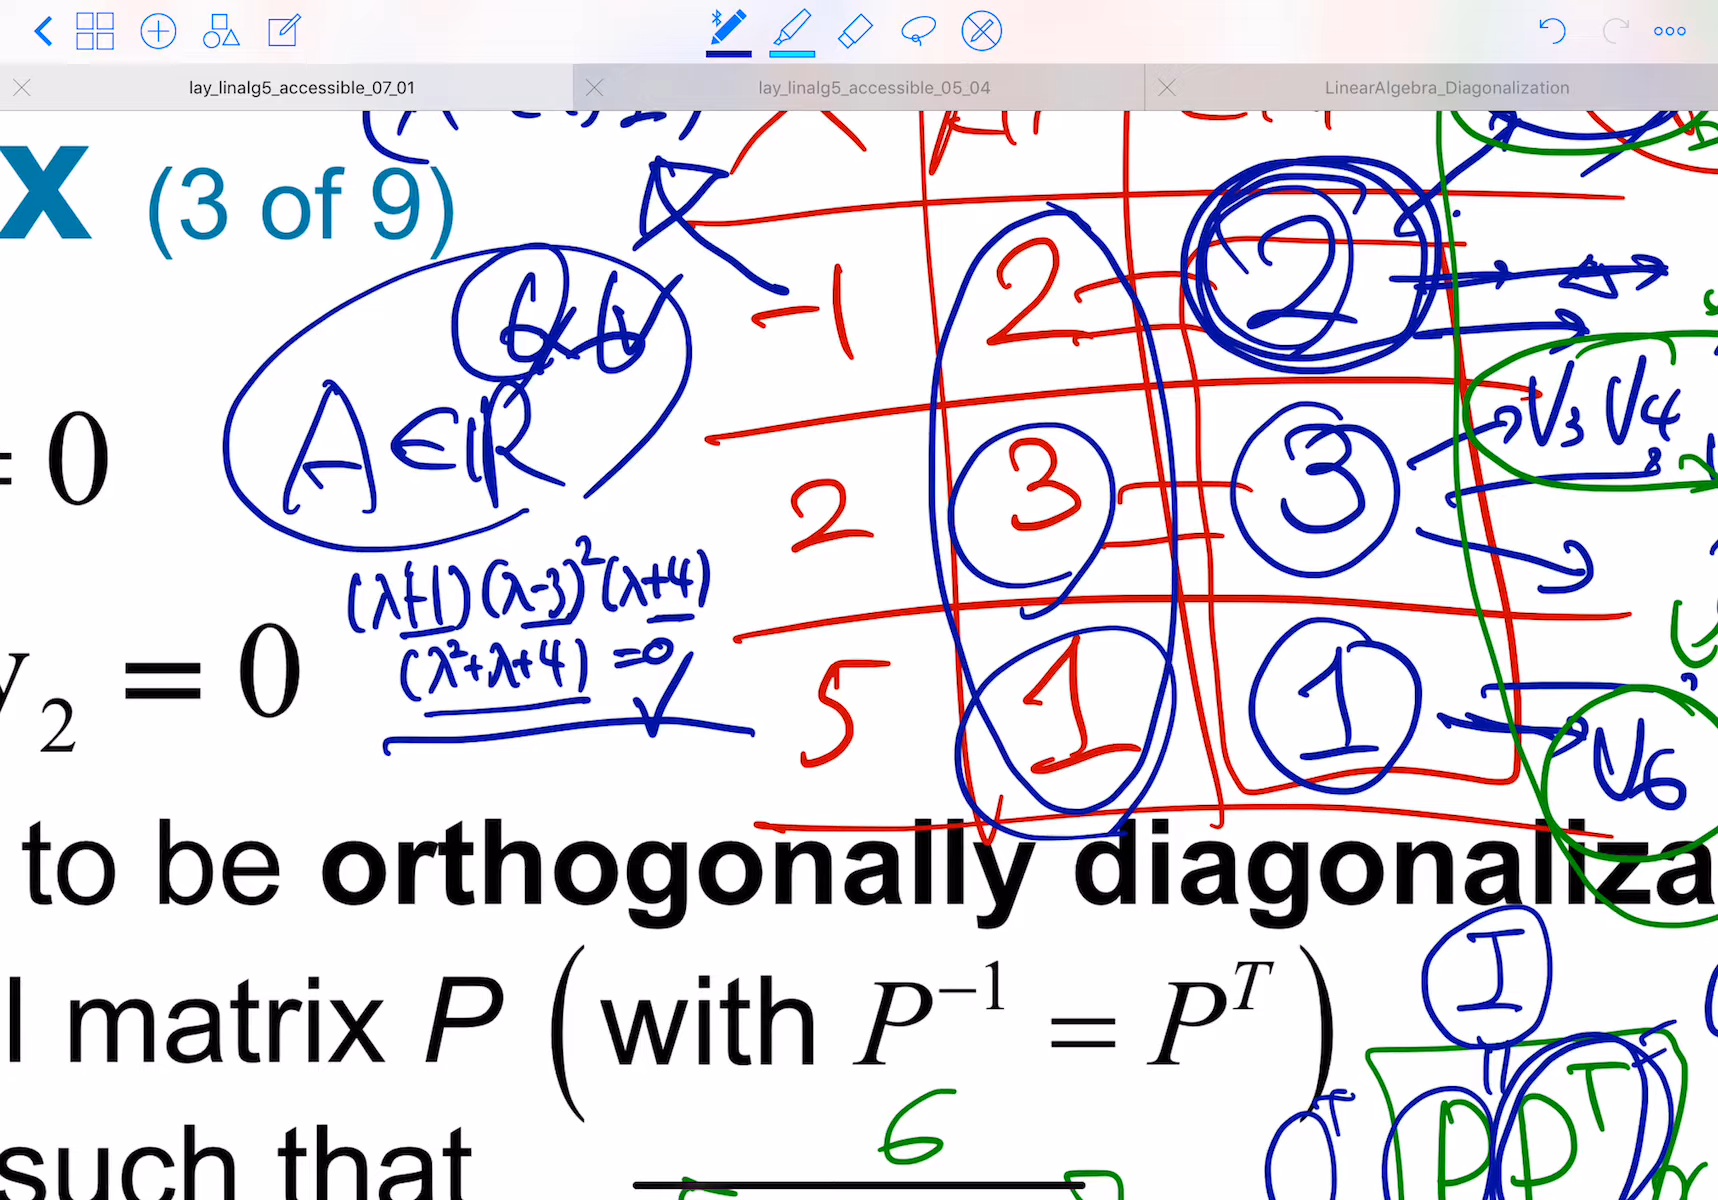 lay_linalg5_accessible_07_01 lay_linalg5_accessible_05_04 LinearAlgebra_Diagonalization
x (3 of 9)
6x6
A ∈ ℝ
-1 2 2
V3 V4
= 0
2 3 3
(λ+1)(λ-3)²(λ+4)
(λ²+λ+4) =0
5 1 1
V6
y₂ = 0
to be orthogonally diagonaliza
I
l matrix P (with P⁻¹ = Pᵀ)
P Pᵀ
6
such that